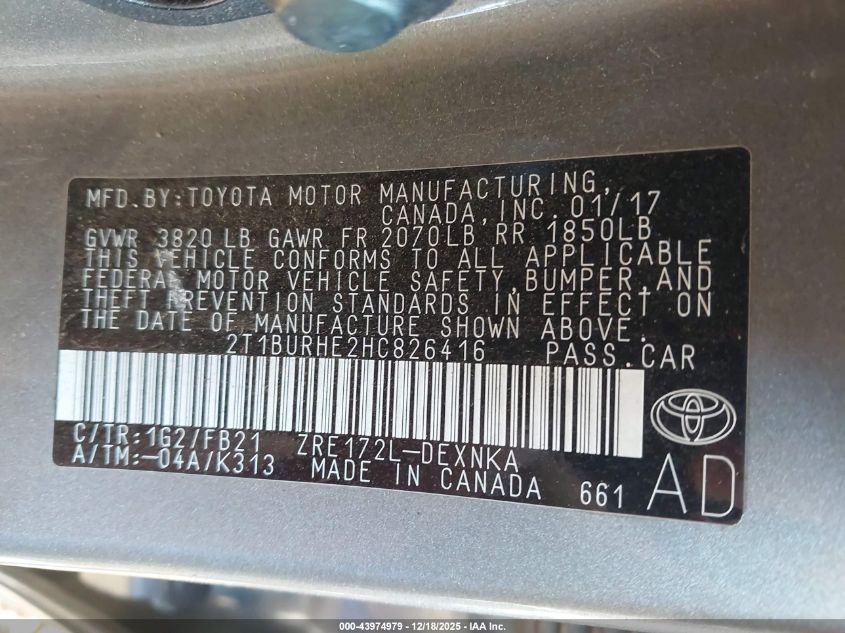 MFD.BY:TOYOTA MOTOR MANUFACTURING,
CANADA, INC. 01/17
GVWR 3820 LB GAWR FR 2070LB RR 1850LB
THIS VEHICLE CONFORMS TO ALL APPLICABLE
FEDERAL MOTOR VEHICLE SAFETY, BUMPER, AND
THEFT PREVENTION STANDARDS IN EFFECT ON
THE DATE OF MANUFACTURE SHOWN ABOVE.
2T1BURHE2HC826416 PASS.CAR
C/TR:1G2/FB21 ZRE172L-DEXNKA
A/TM:-04A/K313 MADE IN CANADA 661 AD
000-43974979 - 12/18/2025 - IAA Inc.